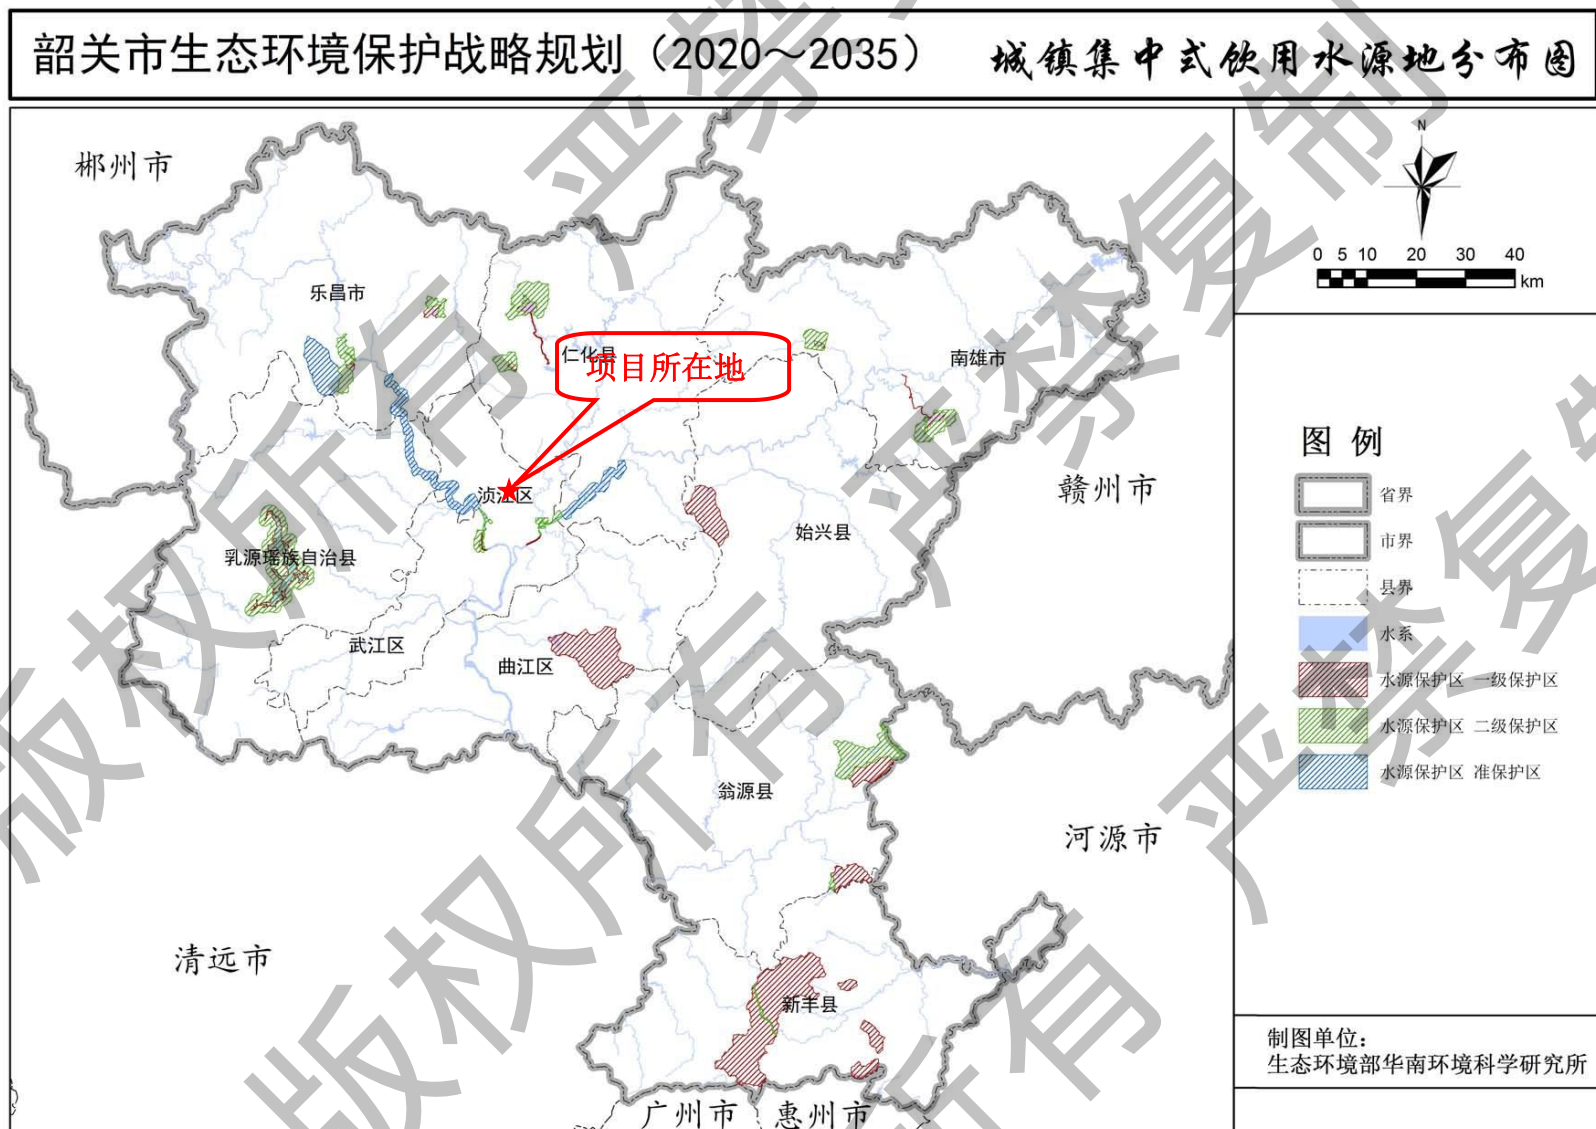 韶关市生态环境保护战略规划（2020～2035） 城镇集中式饮用水源地分布图
郴州市
N
0 5 10 20 30 40
km
乐昌市
仁化县
项目所在地
南雄市
图 例
浈江区
赣州市
省界
始兴县
市界
乳源瑶族自治县
县界
武江区
水系
曲江区
水源保护区 一级保护区
水源保护区 二级保护区
水源保护区 准保护区
翁源县
河源市
清远市
新丰县
制图单位：
生态环境部华南环境科学研究所
广州市
惠州市
版权所有 严禁复制
版权所有 严禁复制
所有